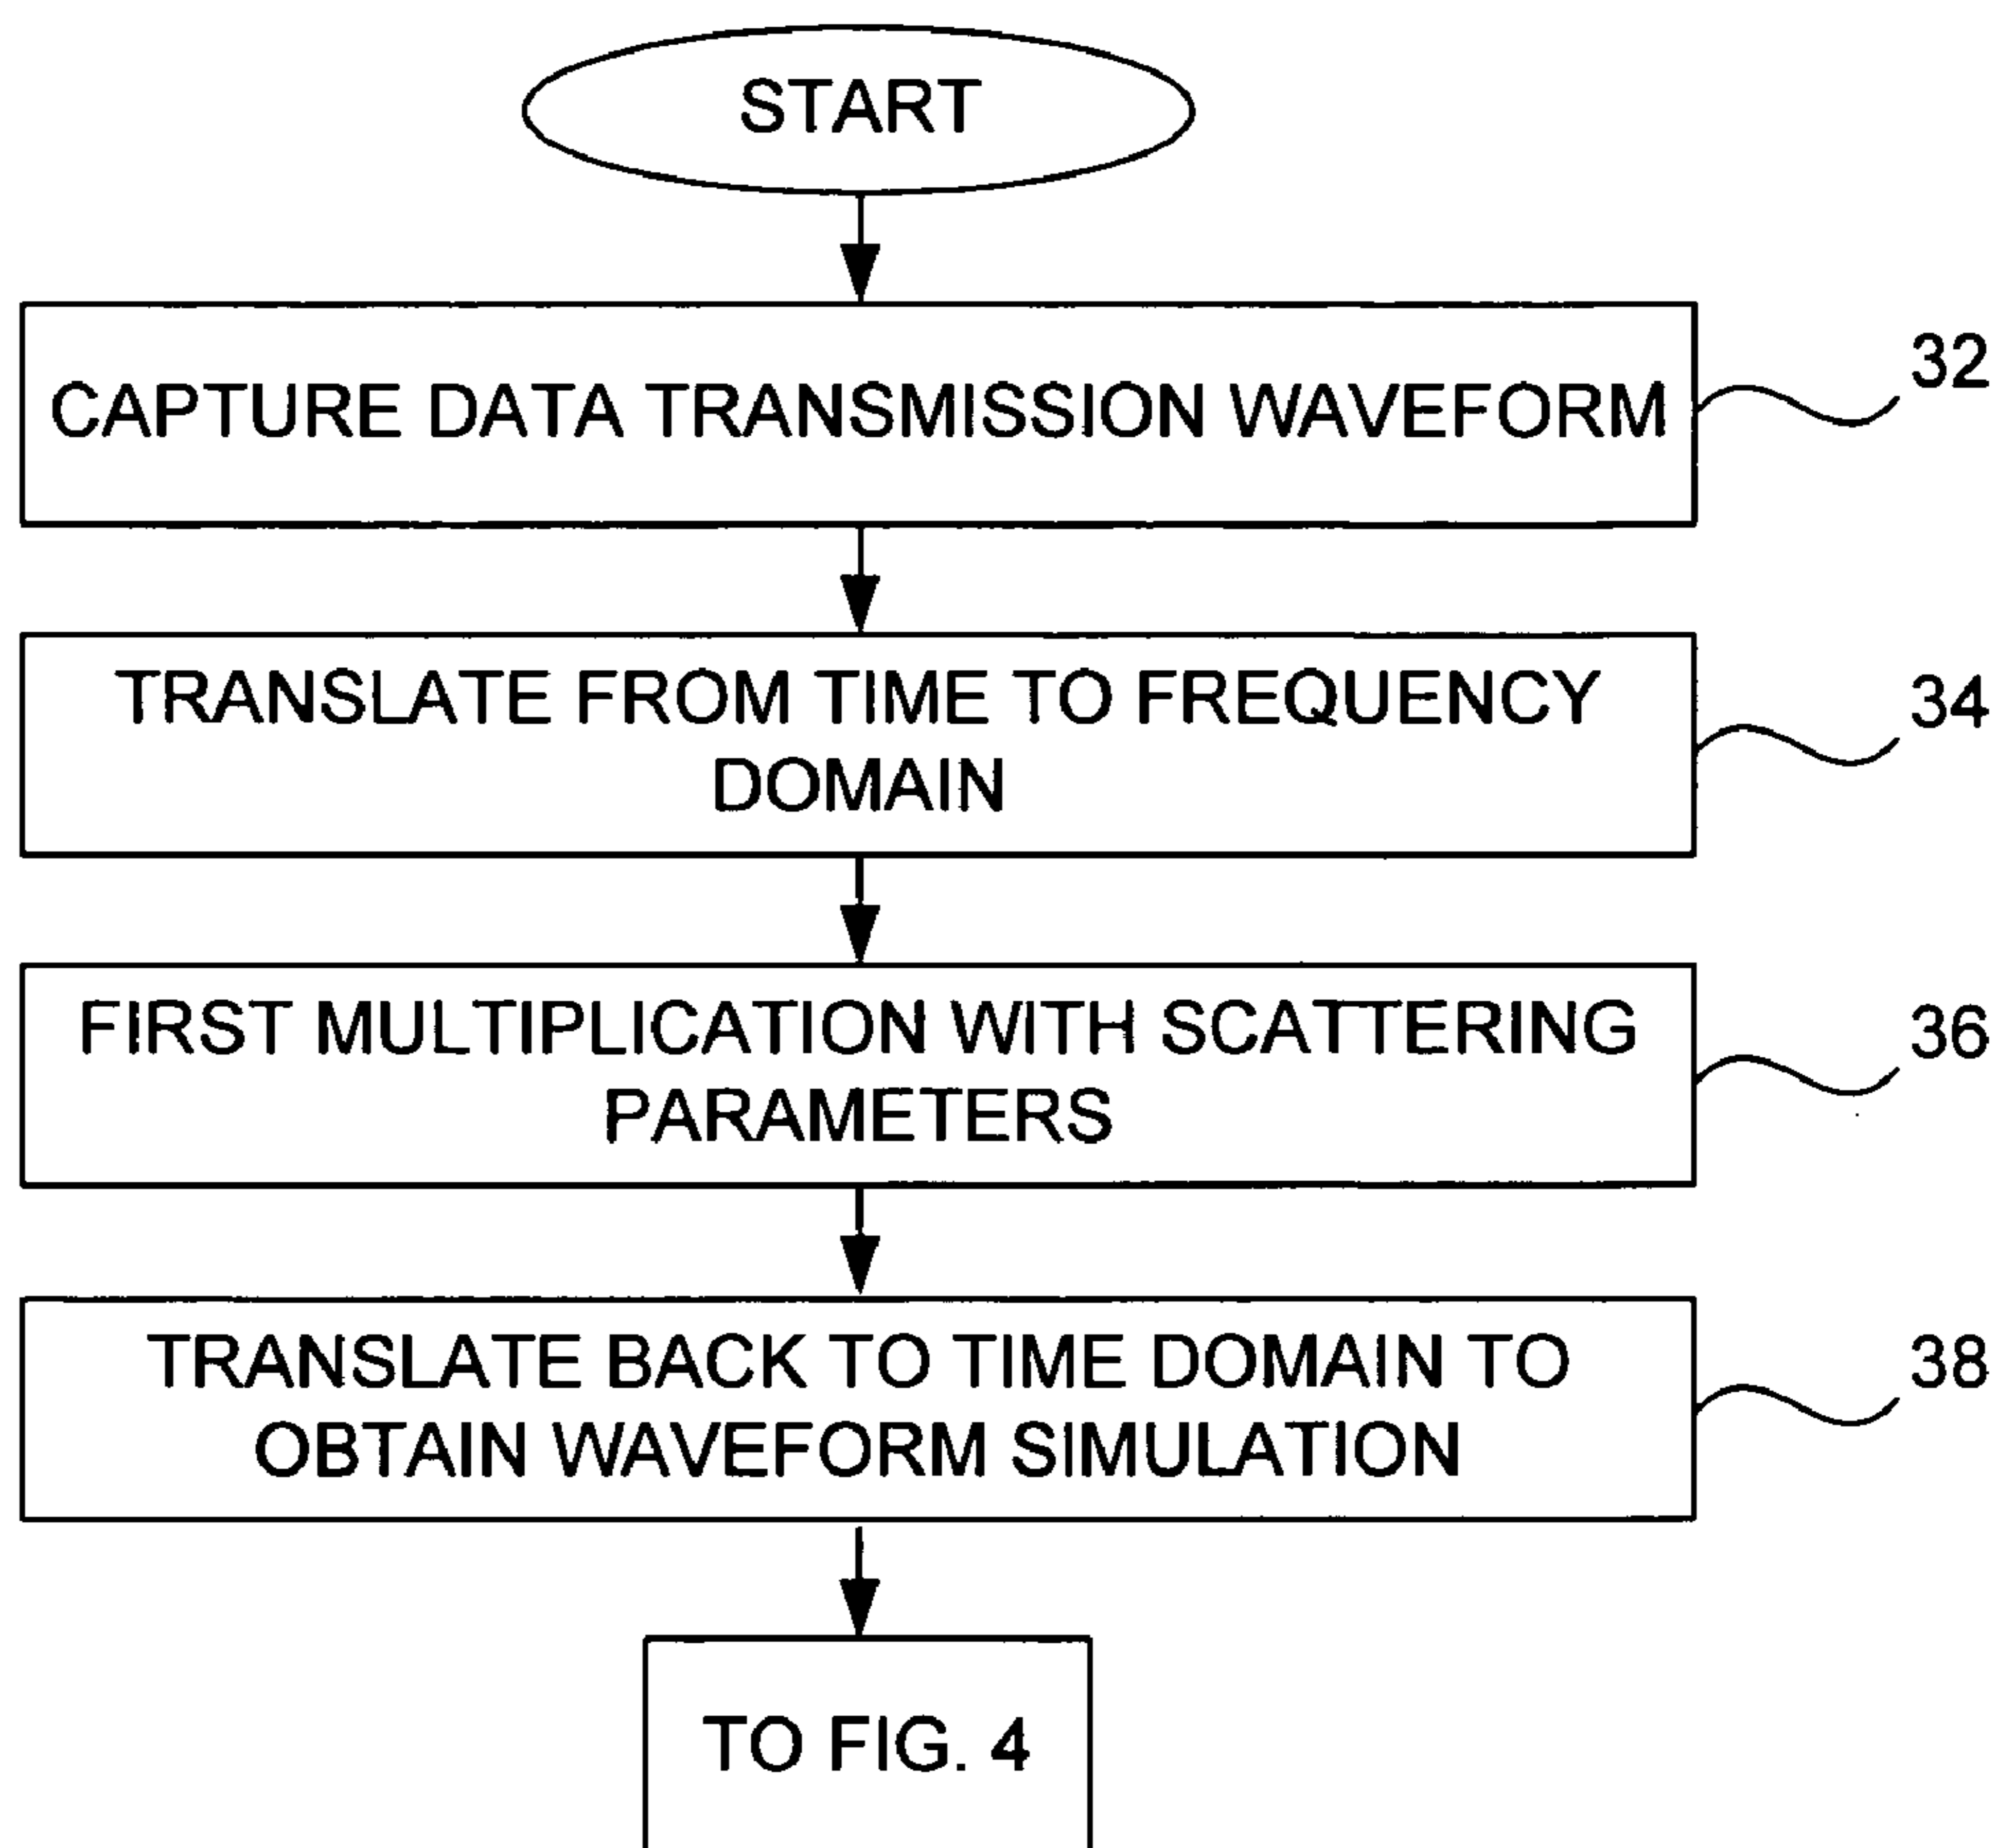 START
CAPTURE DATA TRANSMISSION WAVEFORM
32
TRANSLATE FROM TIME TO FREQUENCY
DOMAIN
34
FIRST MULTIPLICATION WITH SCATTERING
PARAMETERS
36
TRANSLATE BACK TO TIME DOMAIN TO
OBTAIN WAVEFORM SIMULATION
38
TO FIG. 4